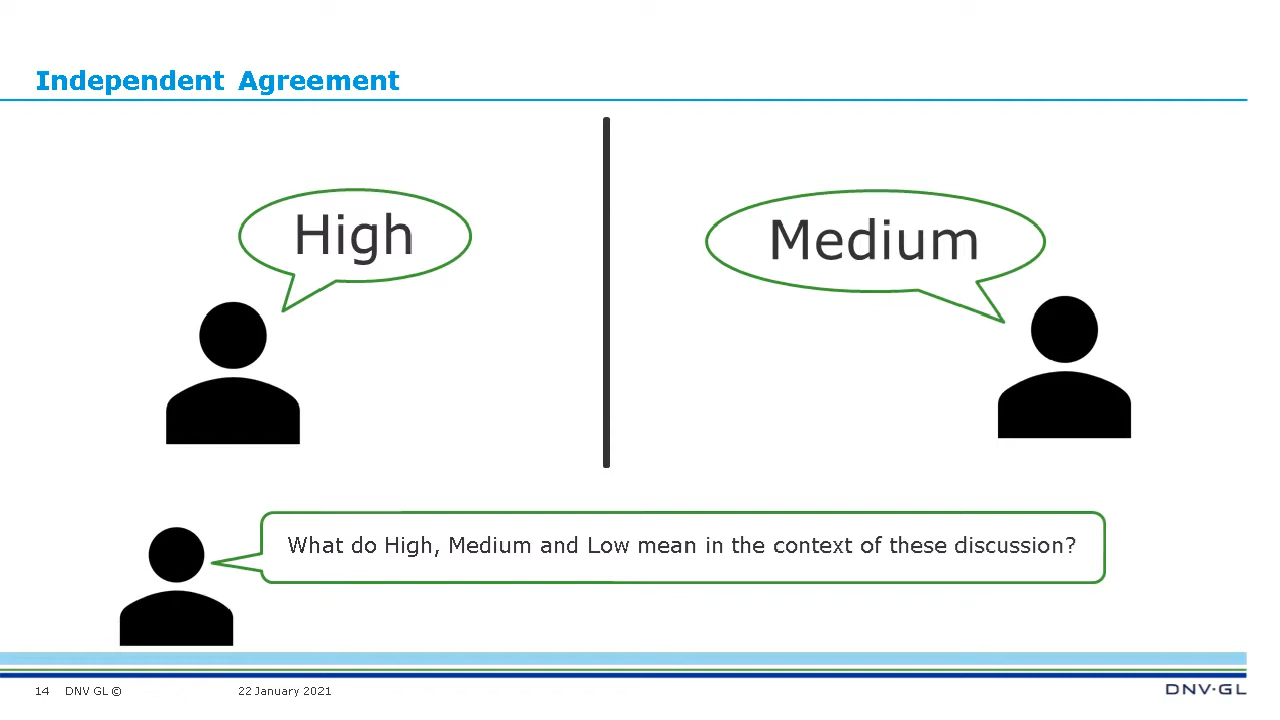 Independent Agreement
High
Medium
What do High, Medium and Low mean in the context of these discussion?
14 DNV GL © 22 January 2021 DNV·GL